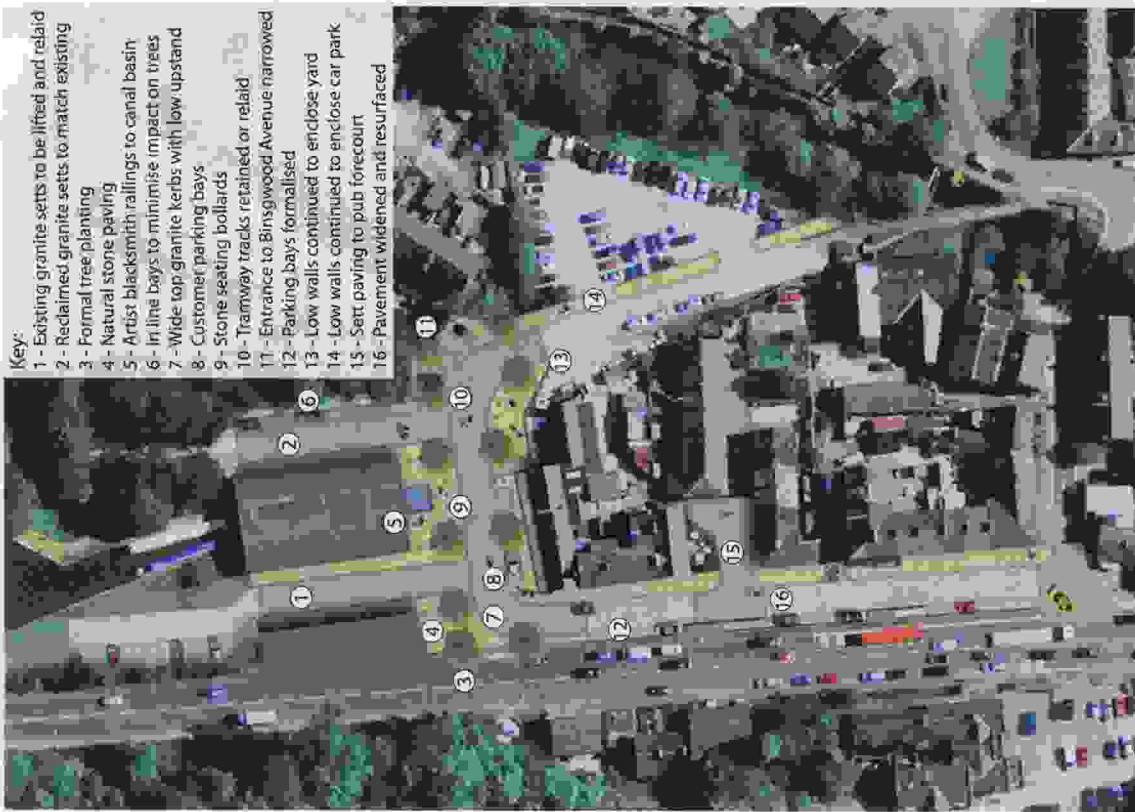 Key:
1 - Existing granite setts to be lifted and relaid
2 - Reclaimed granite setts to match existing
3 - Formal tree planting
4 - Natural stone paving
5 - Artist blacksmith railings to canal basin
6 - In line bays to minimise impact on trees
7 - Wide top granite kerbs with low upstand
8 - Customer parking bays
9 - Stone seating bollards
10 - Tramway tracks retained or relaid
11 - Entrance to Binsgwood Avenue narrowed
12 - Parking bays formalised
13 - Low walls continued to enclose yard
14 - Low walls continued to enclose car park
15 - Sett paving to pub forecourt
16 - Pavement widened and resurfaced
1
2
3
4
5
6
7
8
9
10
11
12
13
14
15
16